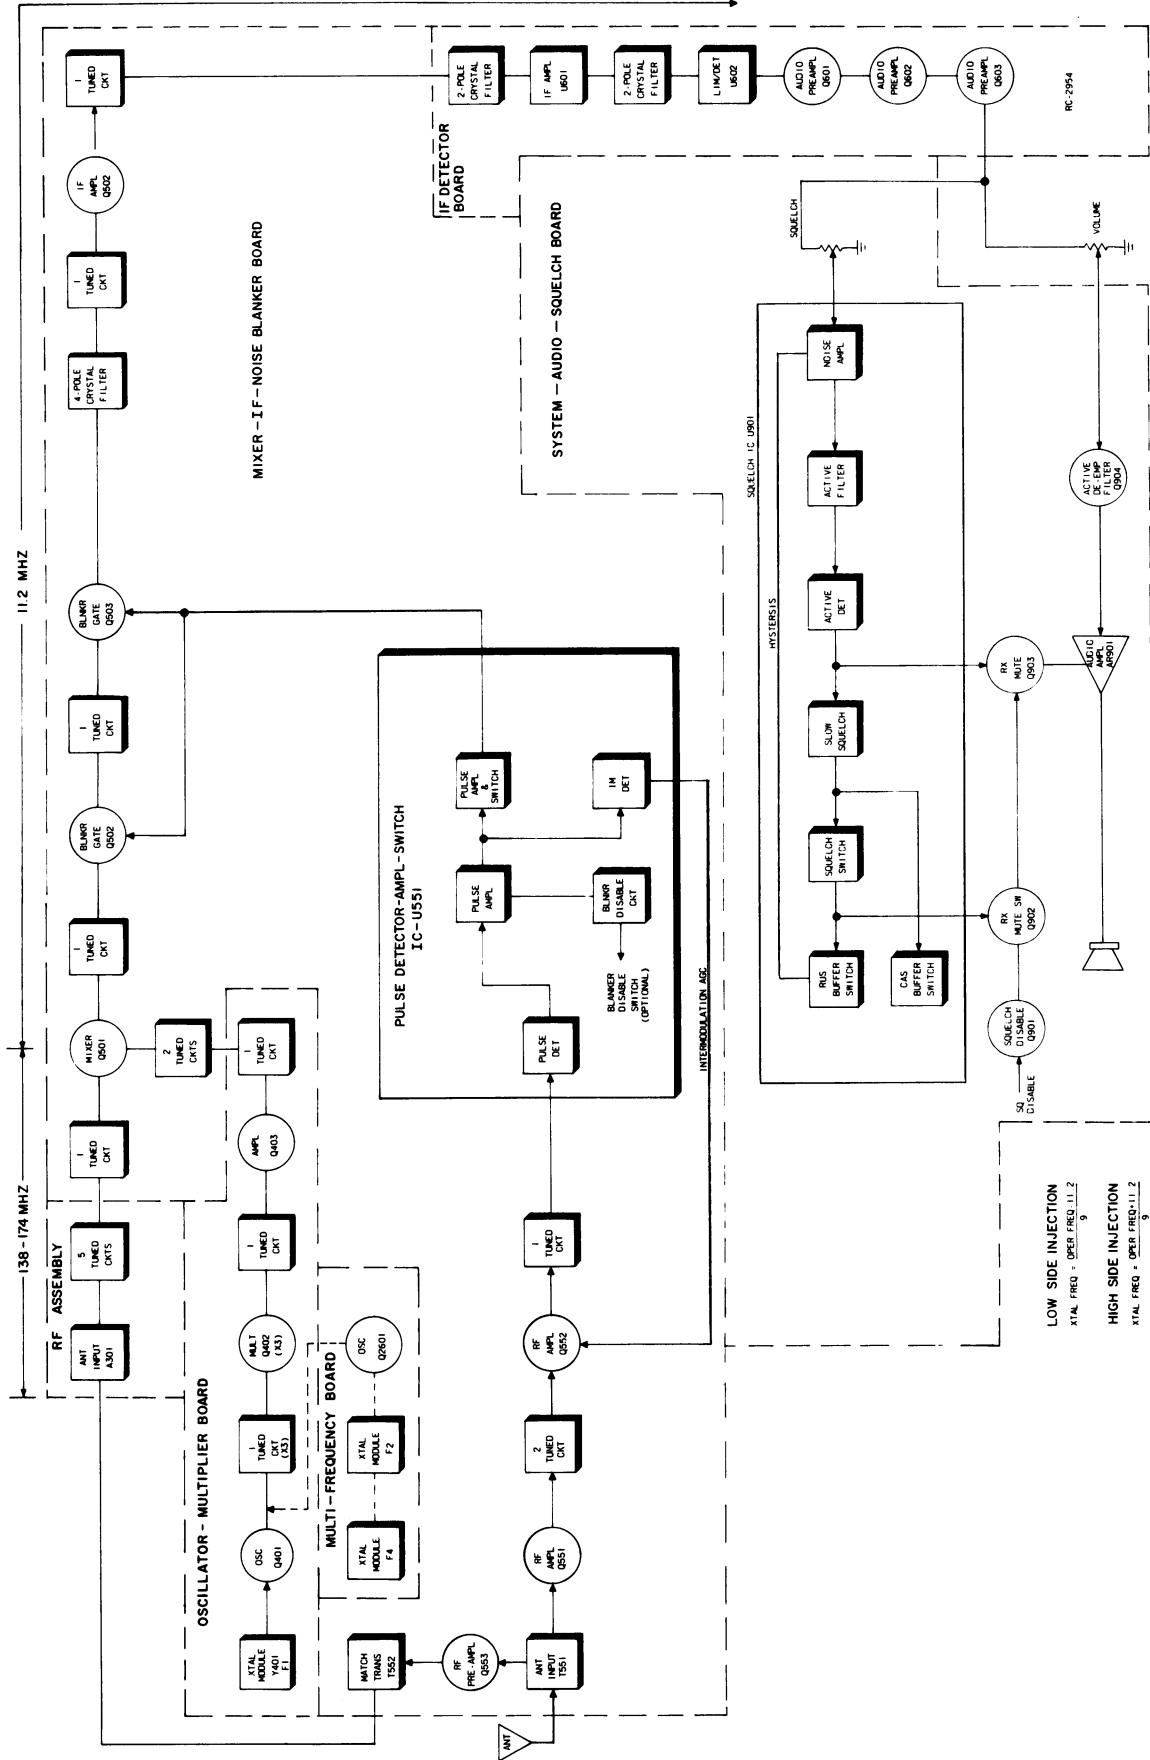 138-174 MHZ
11.2 MHZ
RF ASSEMBLY
ANT
INPUT
A301
5
TUNED
CKTS
1
TUNED
CKT
MIXER
Q501
1
TUNED
CKT
BLNKR
GATE
Q502
1
TUNED
CKT
BLNKR
GATE
Q503
4-POLE
CRYSTAL
FILTER
1
TUNED
CKT
IF
AMPL
Q502
1
TUNED
CKT
2
TUNED
CKTS
MIXER-IF-NOISE BLANKER BOARD
OSCILLATOR-MULTIPLIER BOARD
XTAL
MODULE
Y401
F1
OSC
Q401
1
TUNED
CKT
(X3)
MULT
Q402
(X3)
1
TUNED
CKT
AMPL
Q403
1
TUNED
CKT
MULTI-FREQUENCY BOARD
XTAL
MODULE
F4
XTAL
MODULE
F2
OSC
Q2601
MATCH
TRANS
T552
RF
PRE-AMPL
Q553
ANT
ANT
INPUT
T551
RF
AMPL
Q551
2
TUNED
CKT
RF
AMPL
Q552
1
TUNED
CKT
PULSE DETECTOR-AMPL-SWITCH
IC-U551
PULSE
DET
PULSE
AMPL
PULSE
AMPL
&
SWITCH
BLNKR
DISABLE
CKT
IM
DET
BLANKER
DISABLE
SWITCH
(OPTIONAL)
INTERMODULATION AGC
IF DETECTOR
BOARD
2-POLE
CRYSTAL
FILTER
IF
AMPL
U601
2-POLE
CRYSTAL
FILTER
LIM/DET
U602
AUDIO
PREAMPL
Q601
AUDIO
PREAMPL
Q602
AUDIO
PREAMPL
Q603
RC-2954
SYSTEM-AUDIO-SQUELCH BOARD
SQUELCH
VOLUME
SQUELCH IC U901
HYSTERSIS
NOISE
AMPL
ACTIVE
FILTER
ACTIVE
DET
SLOW
SQUELCH
SQUELCH
SWITCH
RUS
BUFFER
SWITCH
CAS
BUFFER
SWITCH
SQ
DISABLE
SQUELCH
DISABLE
Q901
RX
MUTE SW
Q902
RX
MUTE
Q903
AUDIO
AMPL
AR901
ACTIVE
DE-EMP
FILTER
Q904
LOW SIDE INJECTION
XTAL FREQ = OPER FREQ-11.2
9
HIGH SIDE INJECTION
XTAL FREQ = OPER FREQ+11.2
9